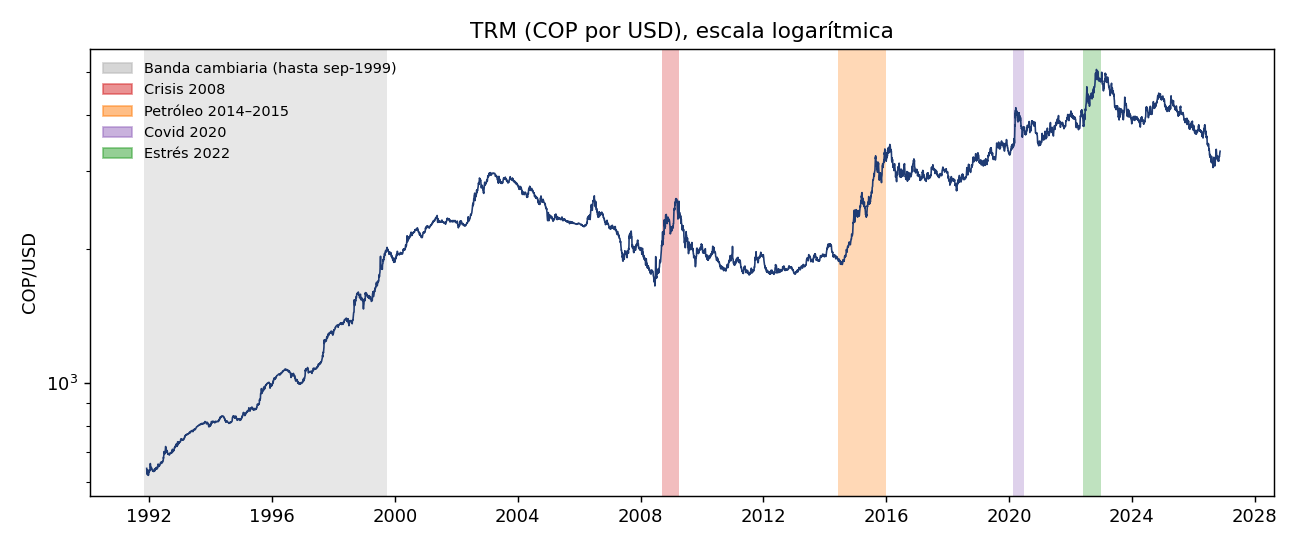 TRM (COP por USD), escala logarítmica
Banda cambiaria (hasta sep-1999)
Crisis 2008
Petróleo 2014–2015
Covid 2020
Estrés 2022
COP/USD
10³
1992 1996 2000 2004 2008 2012 2016 2020 2024 2028